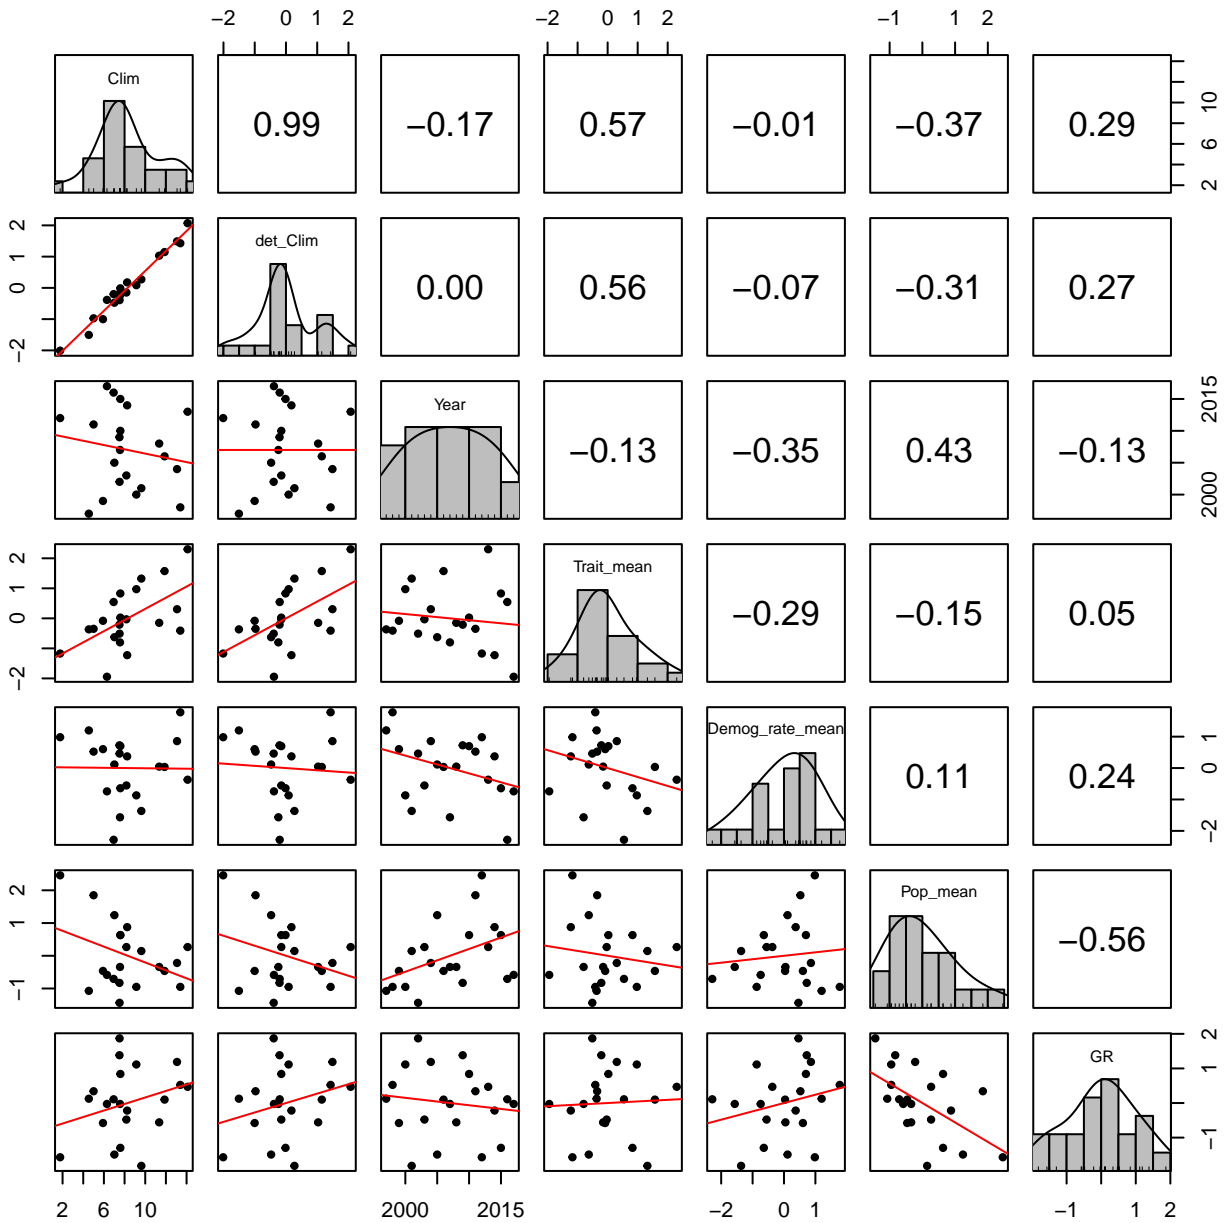 −2 0 1 2 −2 0 1 2 −1 1 2
Clim 0.99 −0.17 0.57 −0.01 −0.37 0.29 2 6 10
−2 0 1 2 det_Clim 0.00 0.56 −0.07 −0.31 0.27
Year −0.13 −0.35 0.43 −0.13 2000 2015
−2 0 1 2 Trait_mean −0.29 −0.15 0.05
Demog_rate_mean 0.11 0.24 −2 0 1
−1 1 2 Pop_mean −0.56
GR −1 1 2
2 6 10 2000 2015 −2 0 1 −1 1 2